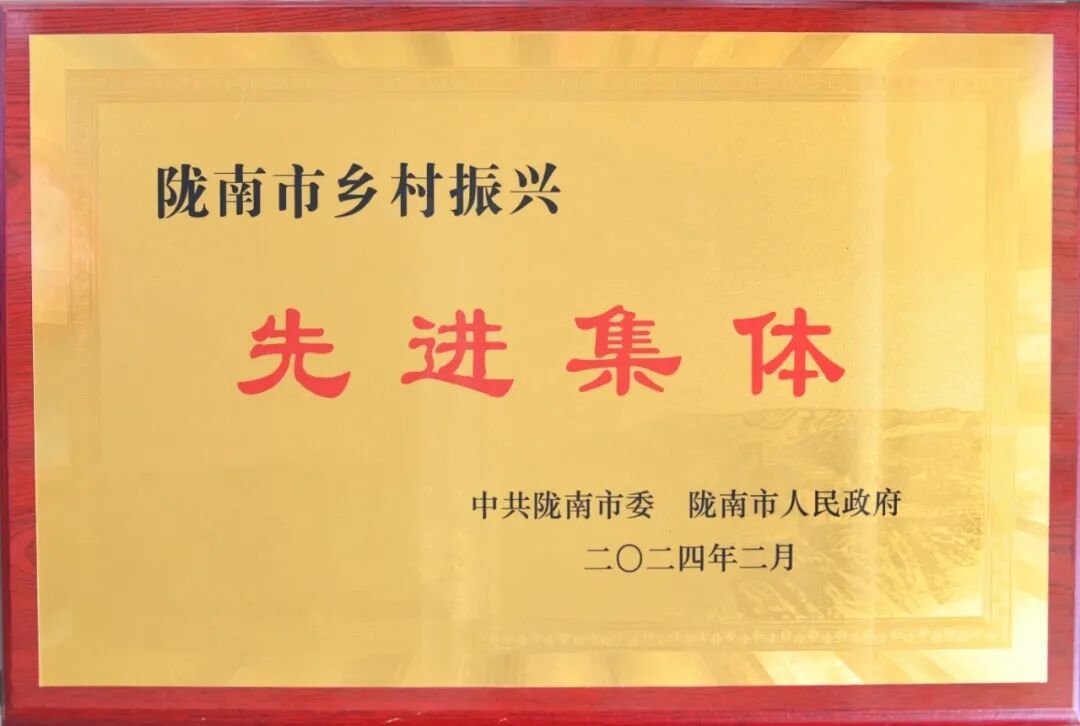 陇南市乡村振兴
先进集体
中共陇南市委 陇南市人民政府
二〇二四年二月